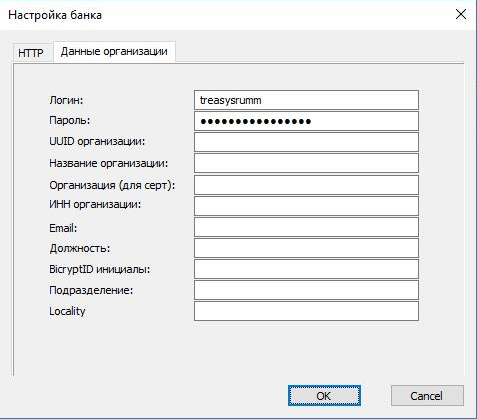 Настройка банка
HTTP
Данные организации
Логин:
treasysrumm
Пароль:
●●●●●●●●●●●●●●●●
UUID организации:
Название организации:
Организация (для серт):
ИНН организации:
Email:
Должность:
BicryptID инициалы:
Подразделение:
Locality
OK
Cancel